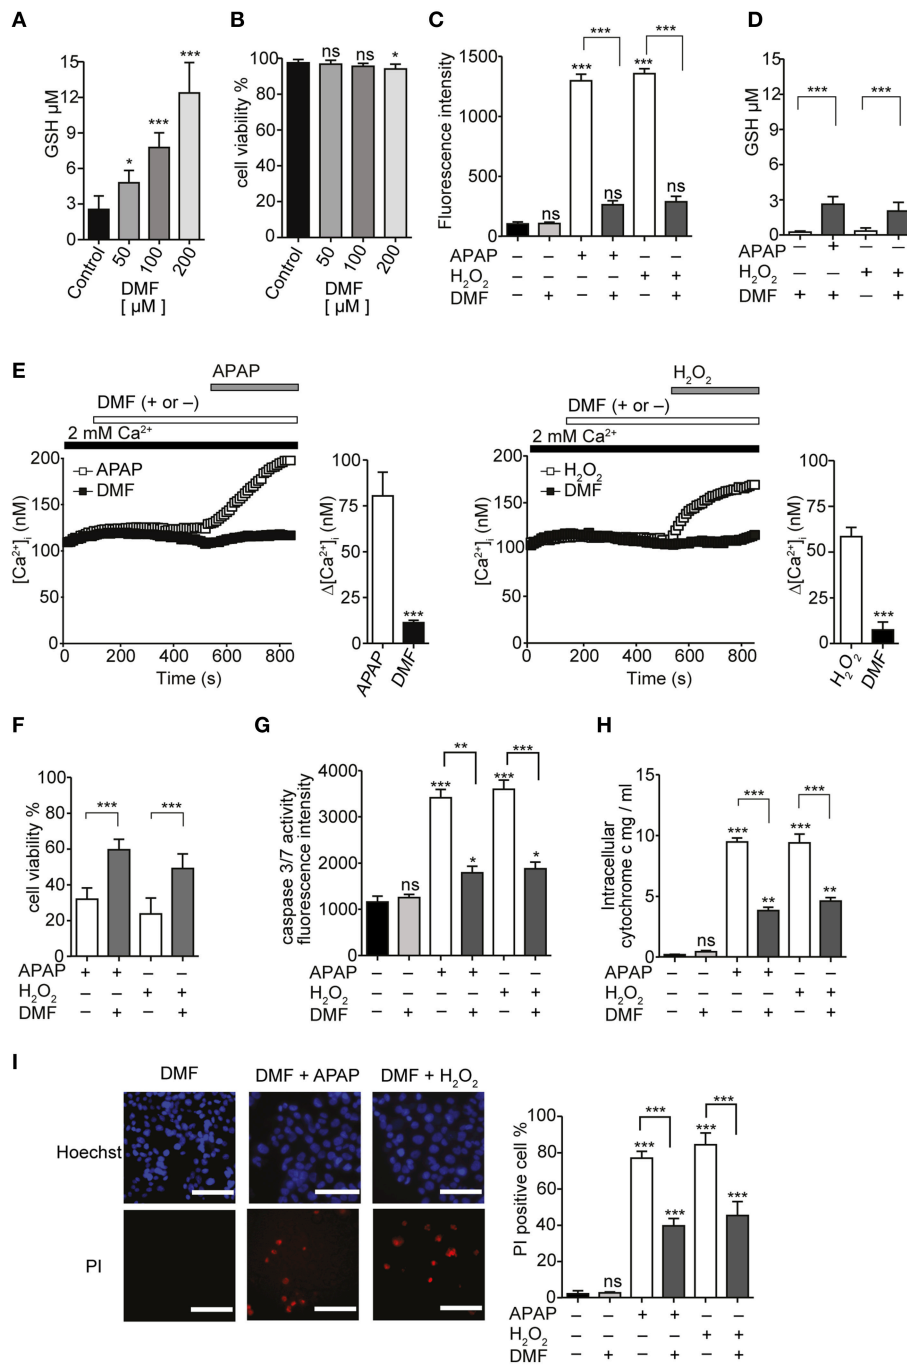 A
GSH µM
15
12
9
6
3
0
*
***
***
Control
50
100
200
DMF
[ µM ]
B
cell viability %
100
80
60
40
20
0
ns
ns
*
Control
50
100
200
DMF
[ µM ]
C
Fluorescence intensity
1500
1000
500
0
ns
***
ns
***
ns
***
***
APAP – – + + – –
H2O2 – – – – + +
DMF – + – + – +
D
GSH µM
15
12
9
6
3
0
***
***
APAP – + – –
H2O2 – – + +
DMF + + – +
E
APAP
DMF (+ or –)
2 mM Ca2+
200
150
100
50
0
[Ca2+]i (nM)
APAP
DMF
0 200 400 600 800
Time (s)
100
75
50
25
0
Δ[Ca2+]i (nM)
***
APAP
DMF
H2O2
DMF (+ or –)
2 mM Ca2+
200
150
100
50
0
[Ca2+]i (nM)
H2O2
DMF
0 200 400 600 800
Time (s)
100
75
50
25
0
Δ[Ca2+]i (nM)
***
H2O2
DMF
F
cell viability %
100
80
60
40
20
0
***
***
APAP + + – –
H2O2 – – + +
DMF – + – +
G
caspase 3/7 activity
fluorescence intensity
4000
3000
2000
1000
0
ns
***
*
***
*
**
***
APAP – – + + – –
H2O2 – – – – + +
DMF – + – + – +
H
Intracellular
cytochrome c mg / ml
15
10
5
0
ns
***
**
***
**
***
***
APAP – – + + – –
H2O2 – – – – + +
DMF – + – + – +
I
DMF
DMF + APAP
DMF + H2O2
Hoechst
PI
PI positive cell %
100
80
60
40
20
0
ns
***
***
***
***
***
***
APAP – – + + – –
H2O2 – – – – + +
DMF – + – + – +